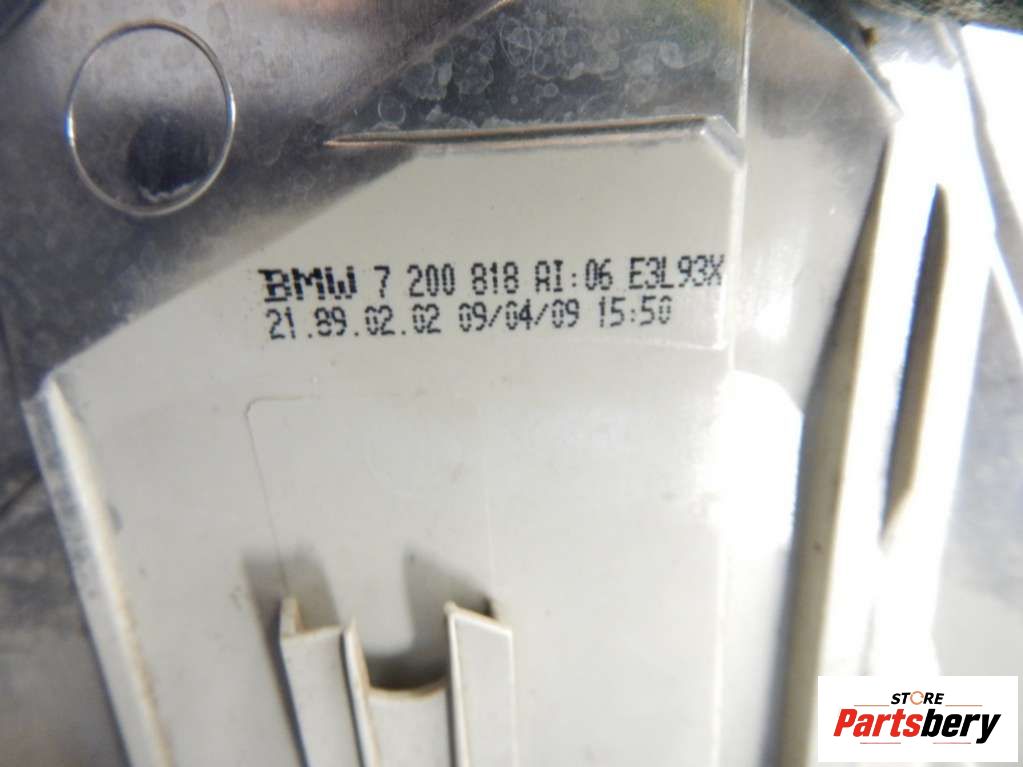 BMW 7 200 818 AI:06 E3L93X
21.89.02.02 09/04/09 15:50
STORE
Partsbery